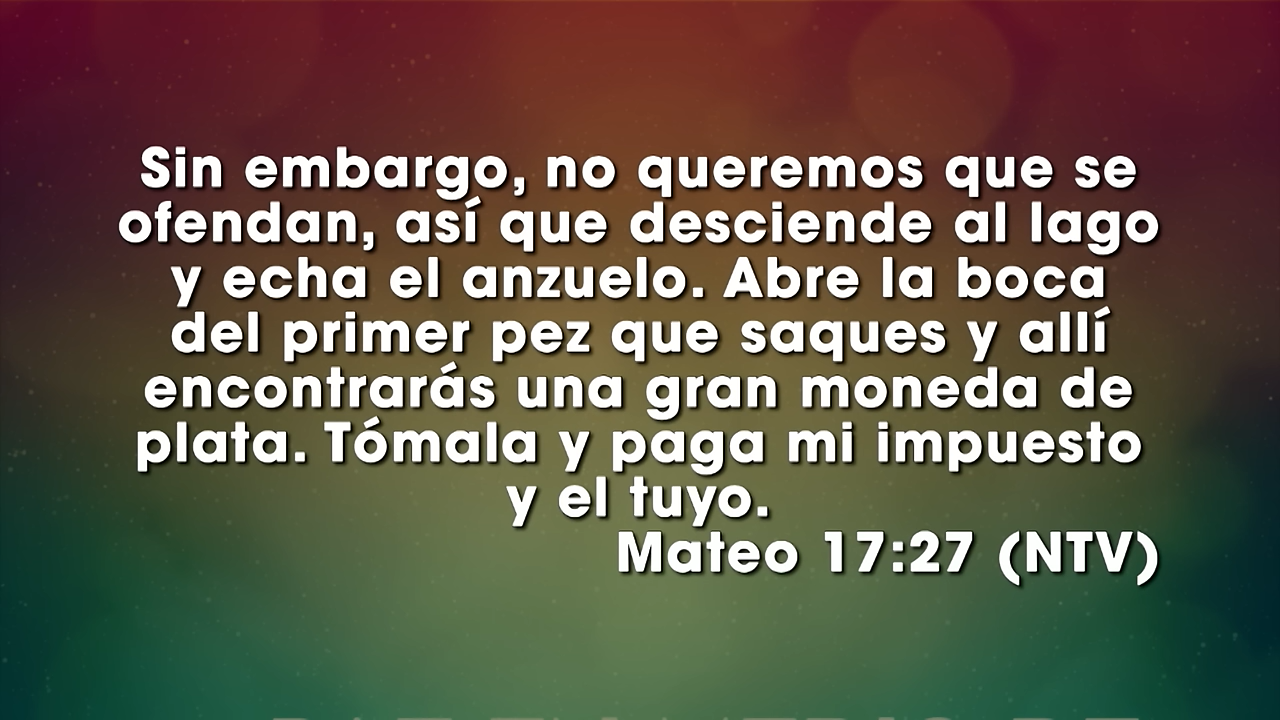 Sin embargo, no queremos que se
ofendan, así que desciende al lago
y echa el anzuelo. Abre la boca
del primer pez que saques y allí
encontrarás una gran moneda de
plata. Tómala y paga mi impuesto
y el tuyo.
Mateo 17:27 (NTV)